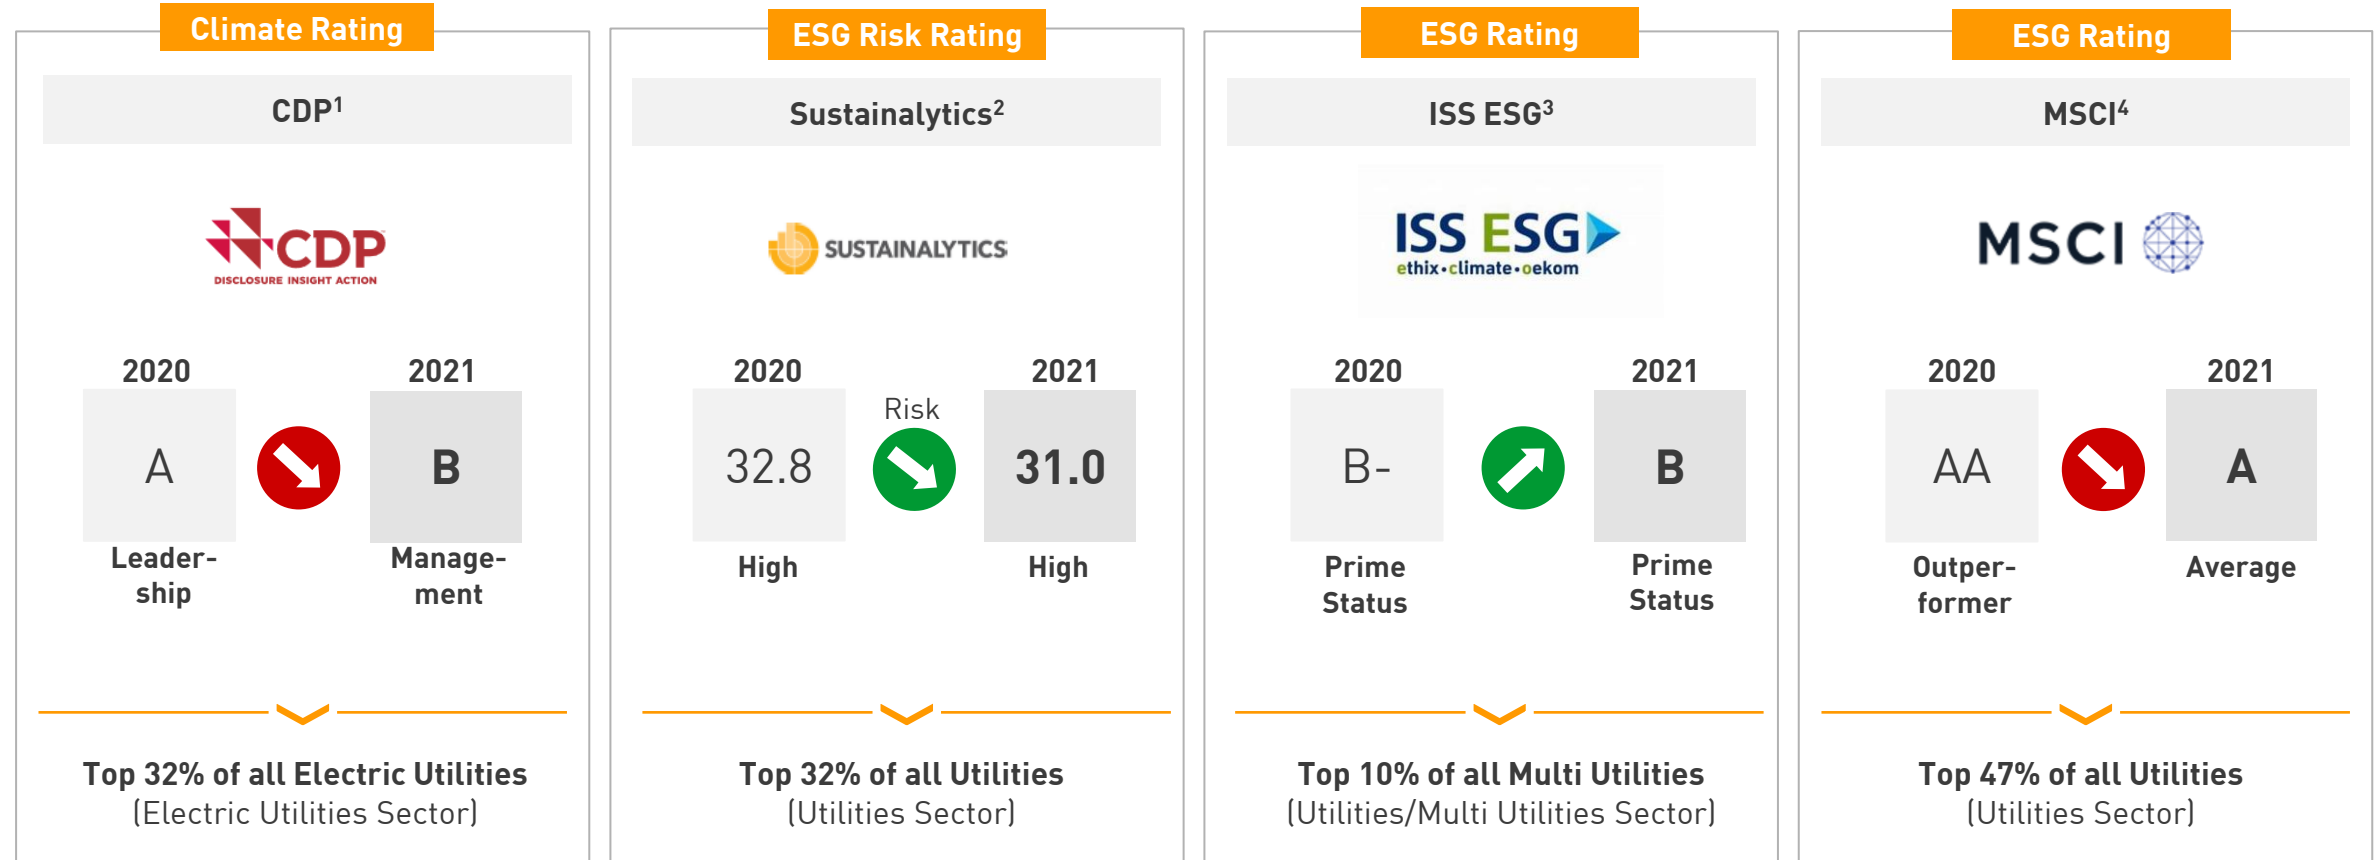 Climate Rating
CDP¹
CDP
DISCLOSURE INSIGHT ACTION
2020
2021
A
B
Leader-
ship
Manage-
ment
Top 32% of all Electric Utilities
(Electric Utilities Sector)
ESG Risk Rating
Sustainalytics²
SUSTAINALYTICS
2020
2021
Risk
32.8
31.0
High
High
Top 32% of all Utilities
(Utilities Sector)
ESG Rating
ISS ESG³
ISS ESG
ethix·climate·oekom
2020
2021
B-
B
Prime
Status
Prime
Status
Top 10% of all Multi Utilities
(Utilities/Multi Utilities Sector)
ESG Rating
MSCI⁴
MSCI
2020
2021
AA
A
Outper-
former
Average
Top 47% of all Utilities
(Utilities Sector)